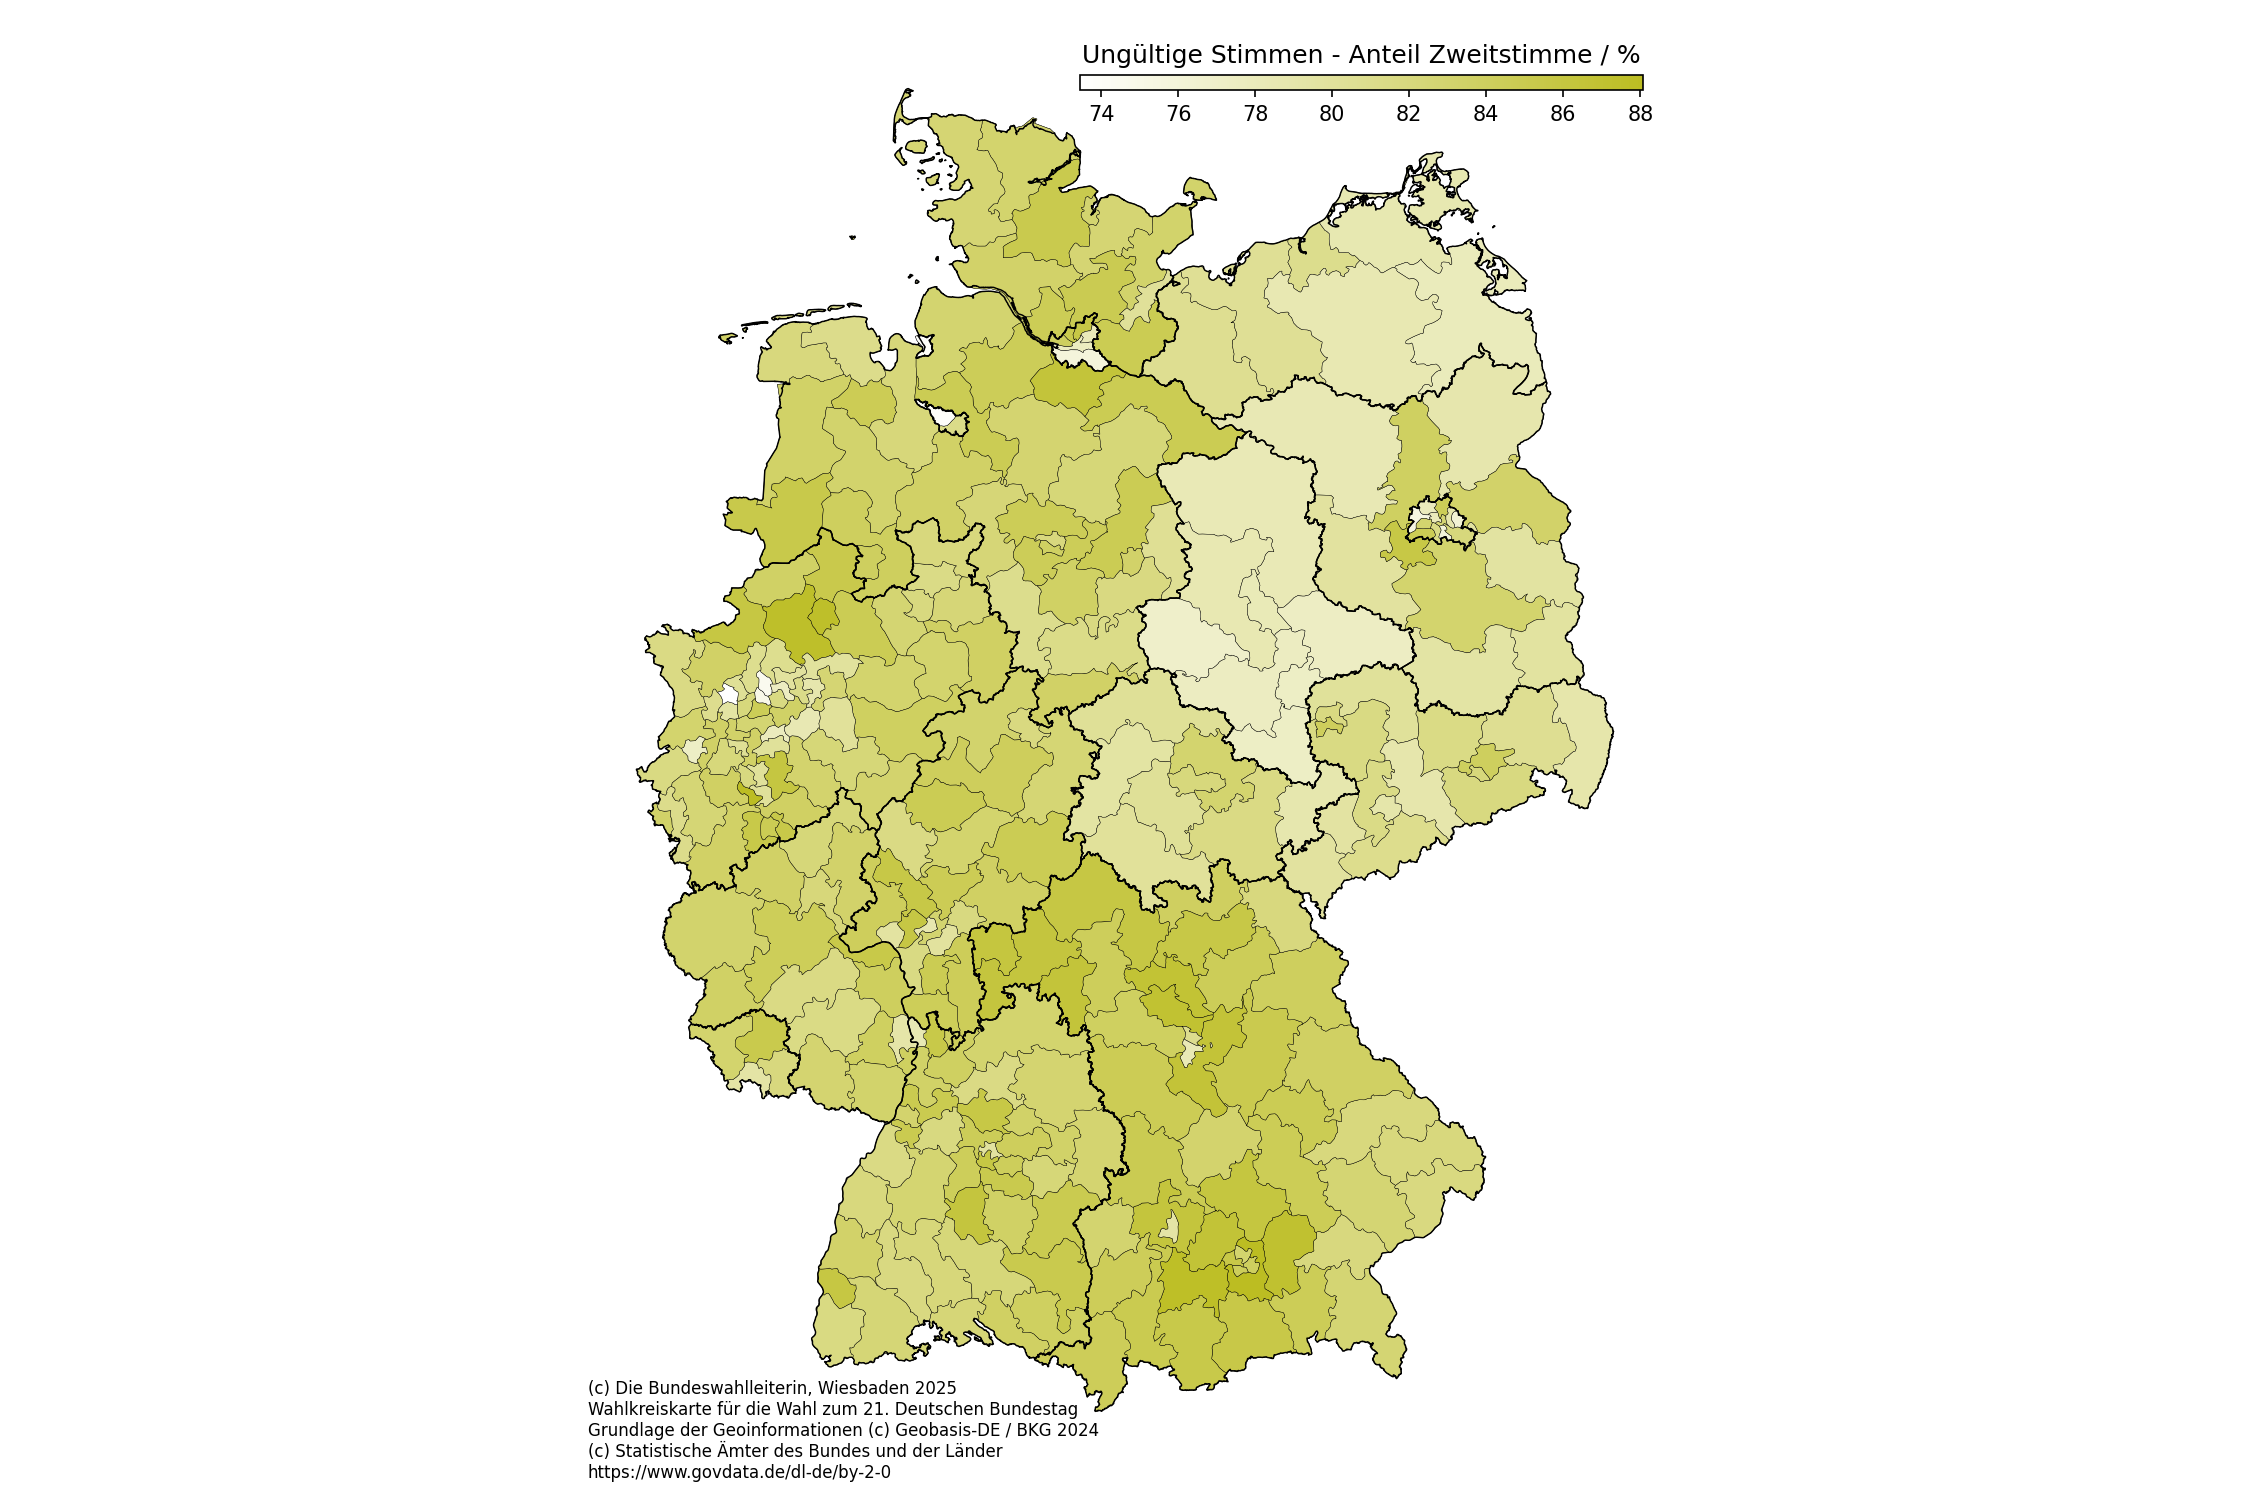 Ungültige Stimmen - Anteil Zweitstimme / %
74 76 78 80 82 84 86 88
(c) Die Bundeswahlleiterin, Wiesbaden 2025
Wahlkreiskarte für die Wahl zum 21. Deutschen Bundestag
Grundlage der Geoinformationen (c) Geobasis-DE / BKG 2024
(c) Statistische Ämter des Bundes und der Länder
https://www.govdata.de/dl-de/by-2-0